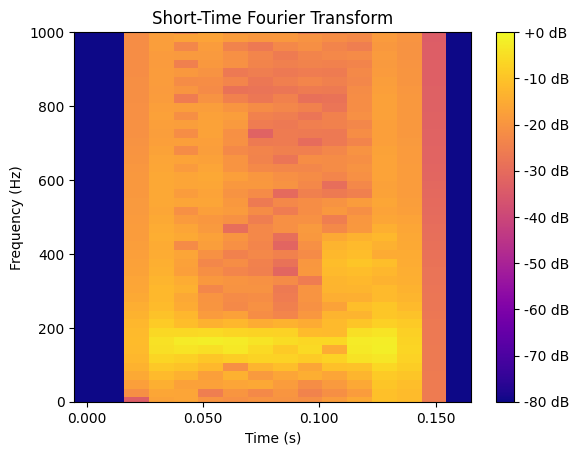 Short-Time Fourier Transform
1000
800
600
400
200
0
Frequency (Hz)
0.000
0.050
0.100
0.150
Time (s)
+0 dB
-10 dB
-20 dB
-30 dB
-40 dB
-50 dB
-60 dB
-70 dB
-80 dB